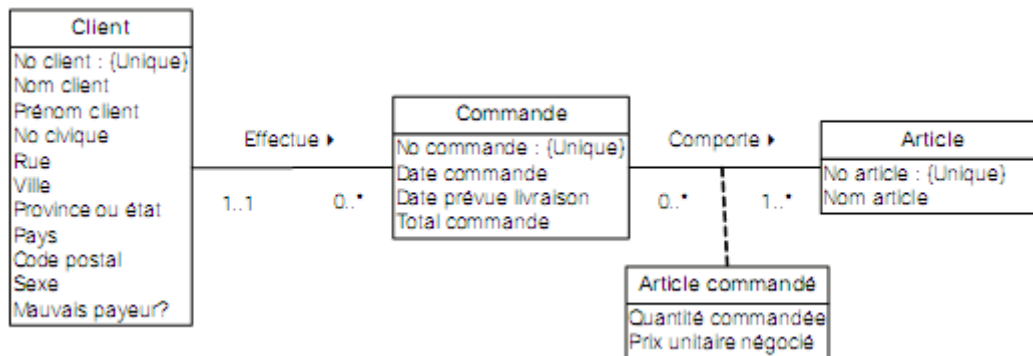 Client
No client : {Unique}
Nom client
Prénom client
No civique
Rue
Ville
Province ou état
Pays
Code postal
Sexe
Mauvais payeur?
Effectue
1..1
0..*
Commande
No commande : {Unique}
Date commande
Date prévue livraison
Total commande
Comporte
0..*
1..*
Article
No article : {Unique}
Nom article
Article commandé
Quantité commandée
Prix unitaire négocié